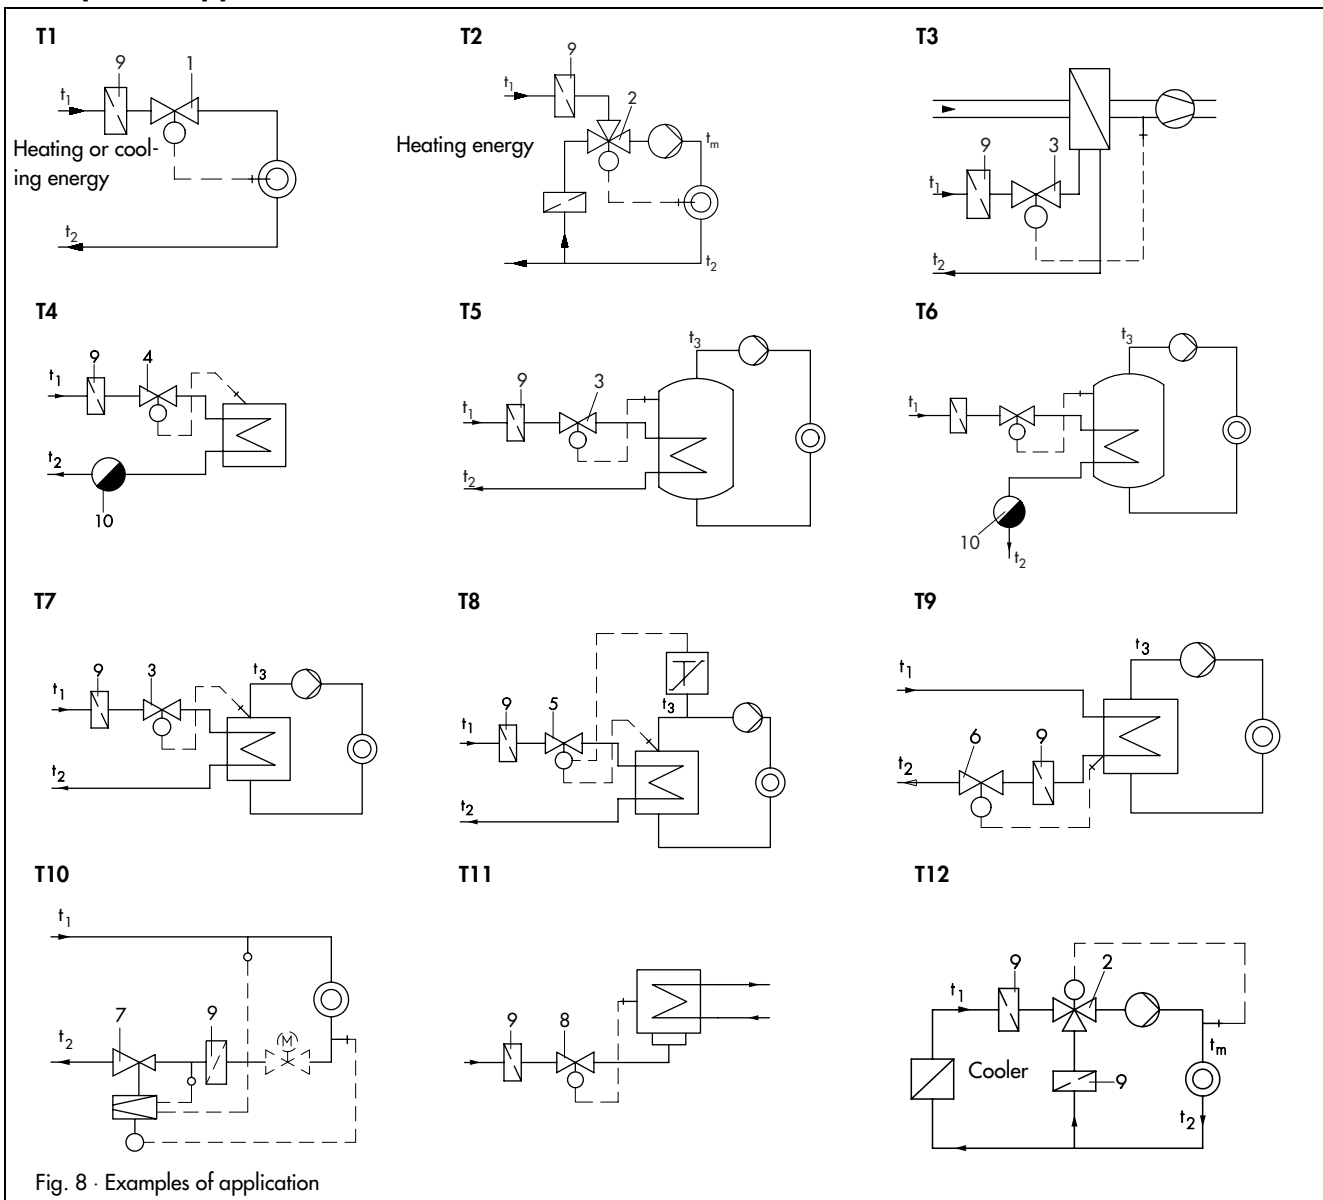 T1
9
1
t1
Heating or cool-
ing energy
t2
T2
9
t1
2
Heating energy
tm
t2
T3
9
3
t1
t2
T4
9
4
t1
t2
10
T5
t3
9
3
t1
t2
T6
t3
t1
10
t2
T7
9
3
t3
t1
t2
T8
T
t3
9
5
t1
t2
T9
t3
t1
6
9
t2
T10
t1
7
9
M
t2
T11
9
8
T12
9
2
t1
tm
Cooler
9
t2
Fig. 8 · Examples of application